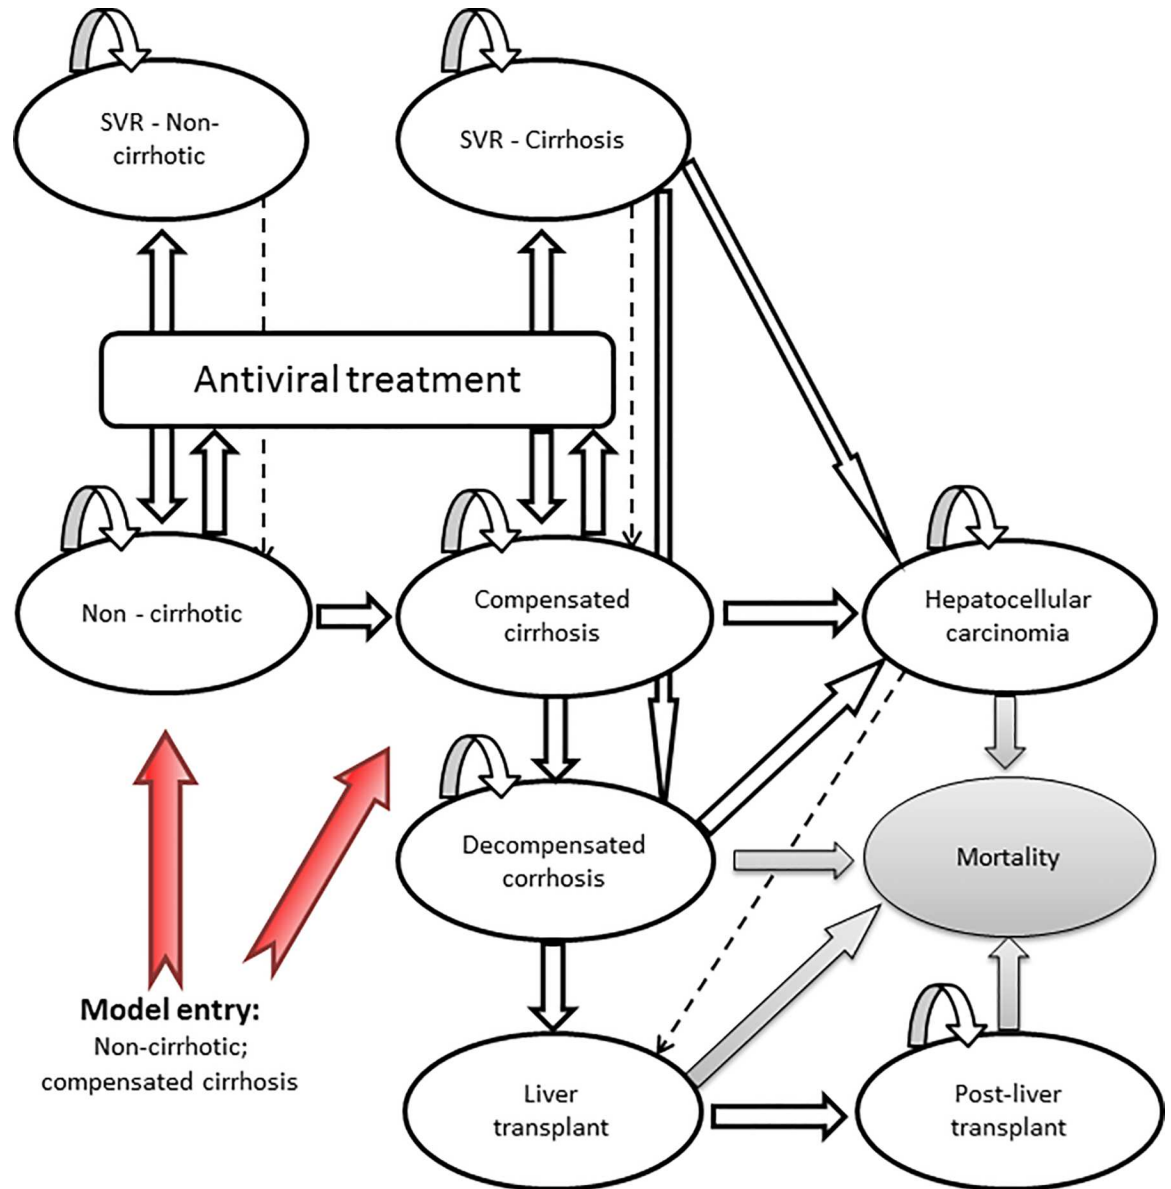 SVR - Non-
cirrhotic
SVR - Cirrhosis
Antiviral treatment
Non - cirrhotic
Compensated
cirrhosis
Hepatocellular
carcinomia
Decompensated
corrhosis
Mortality
Model entry:
Non-cirrhotic;
compensated cirrhosis
Liver
transplant
Post-liver
transplant